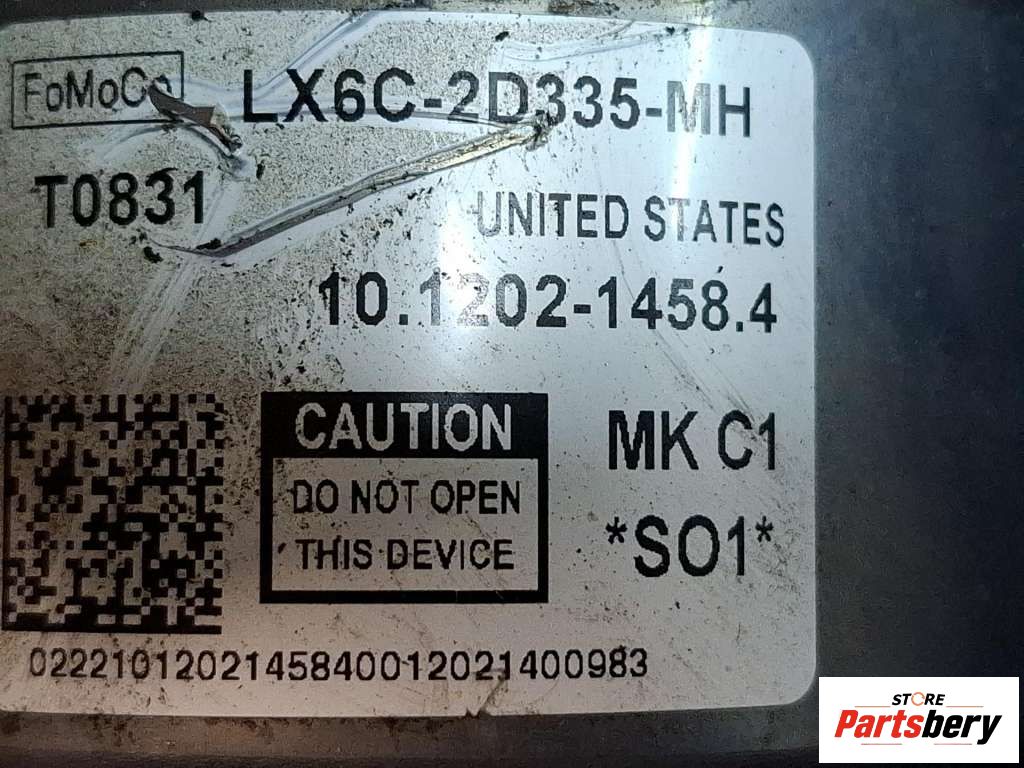 FoMoCo LX6C-2D335-MH
T0831
UNITED STATES
10.1202-1458.4
CAUTION
DO NOT OPEN
THIS DEVICE
MK C1
*SO1*
0222101202145840012021400983
STORE
Partsbery